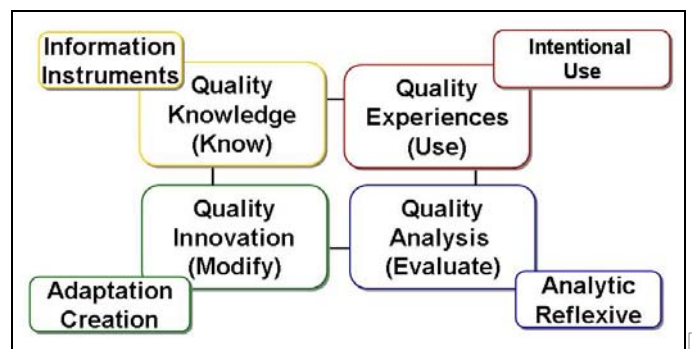 Information
Instruments
Quality
Knowledge
(Know)
Quality
Experiences
(Use)
Intentional
Use
Quality
Innovation
(Modify)
Adaptation
Creation
Quality
Analysis
(Evaluate)
Analytic
Reflexive